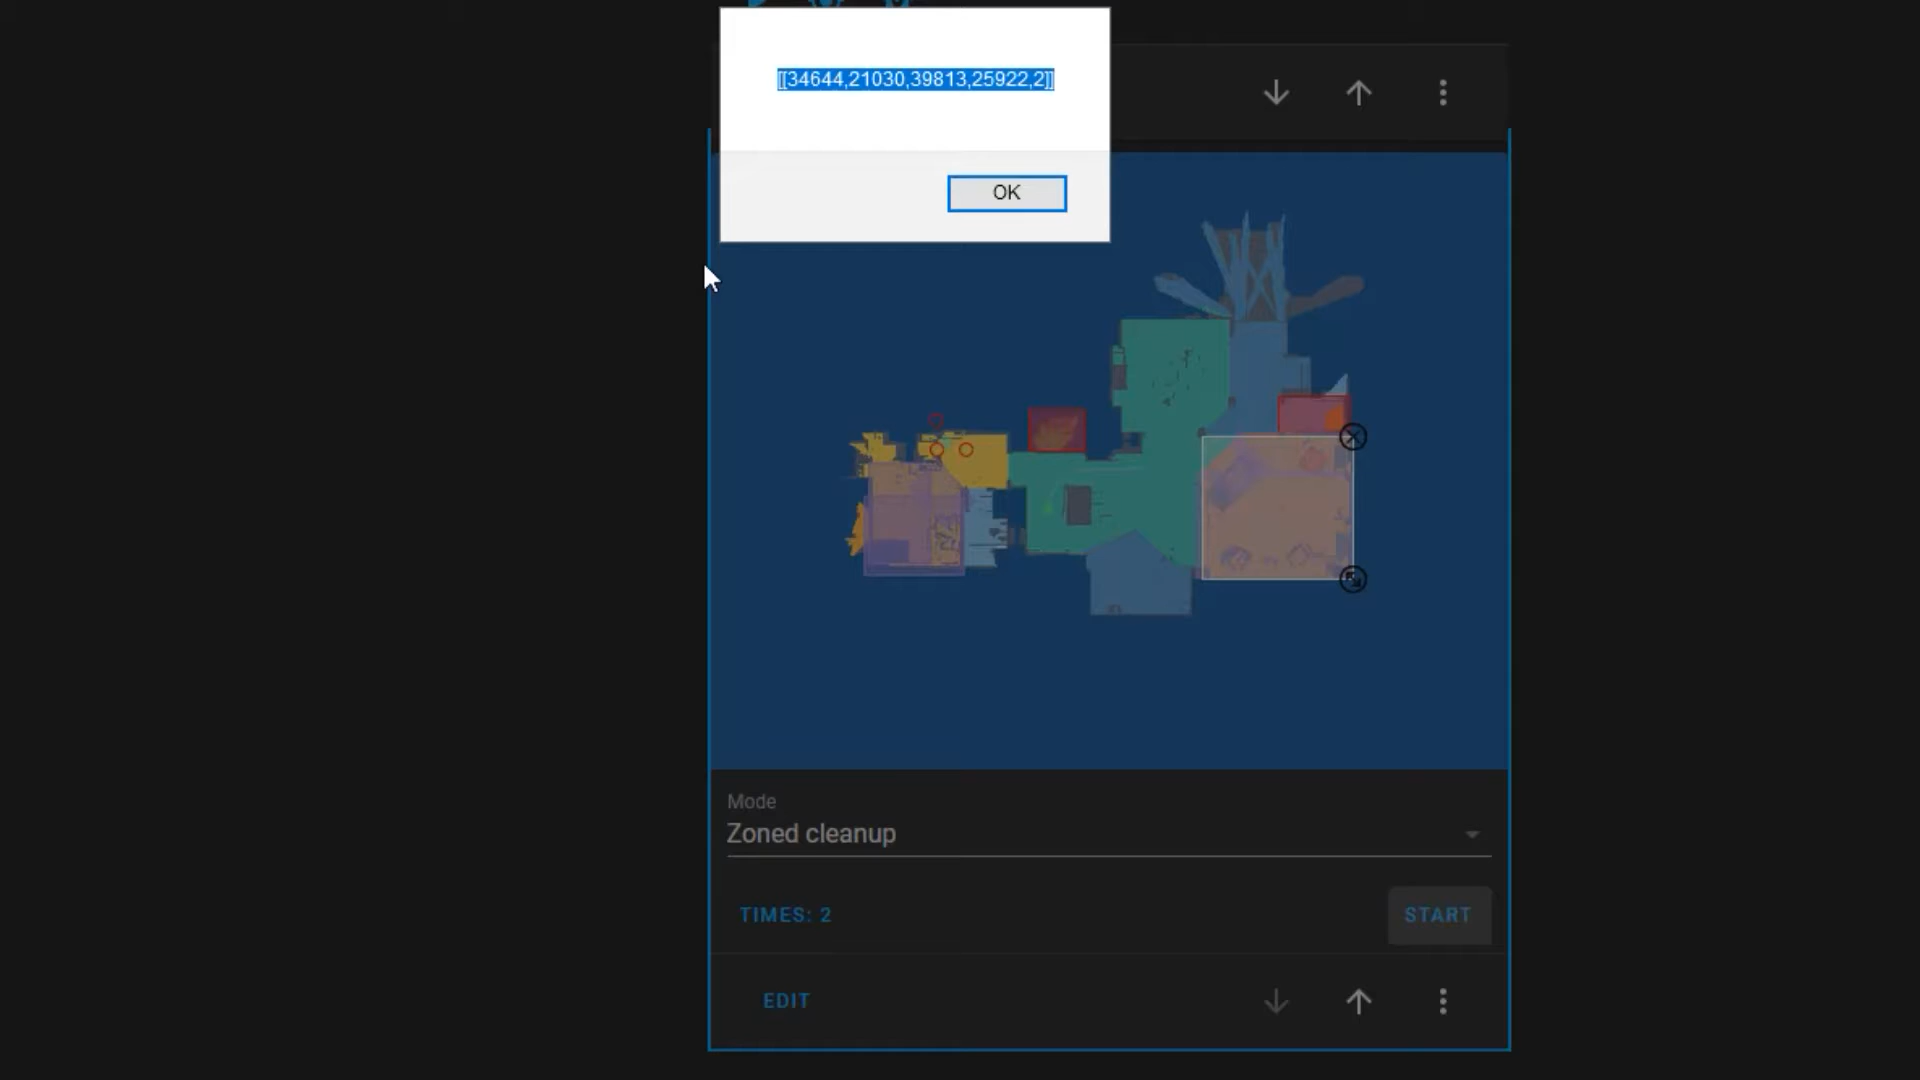 [[34644,21030,39813,25922,2]]
OK
Mode
Zoned cleanup
TIMES: 2
START
EDIT